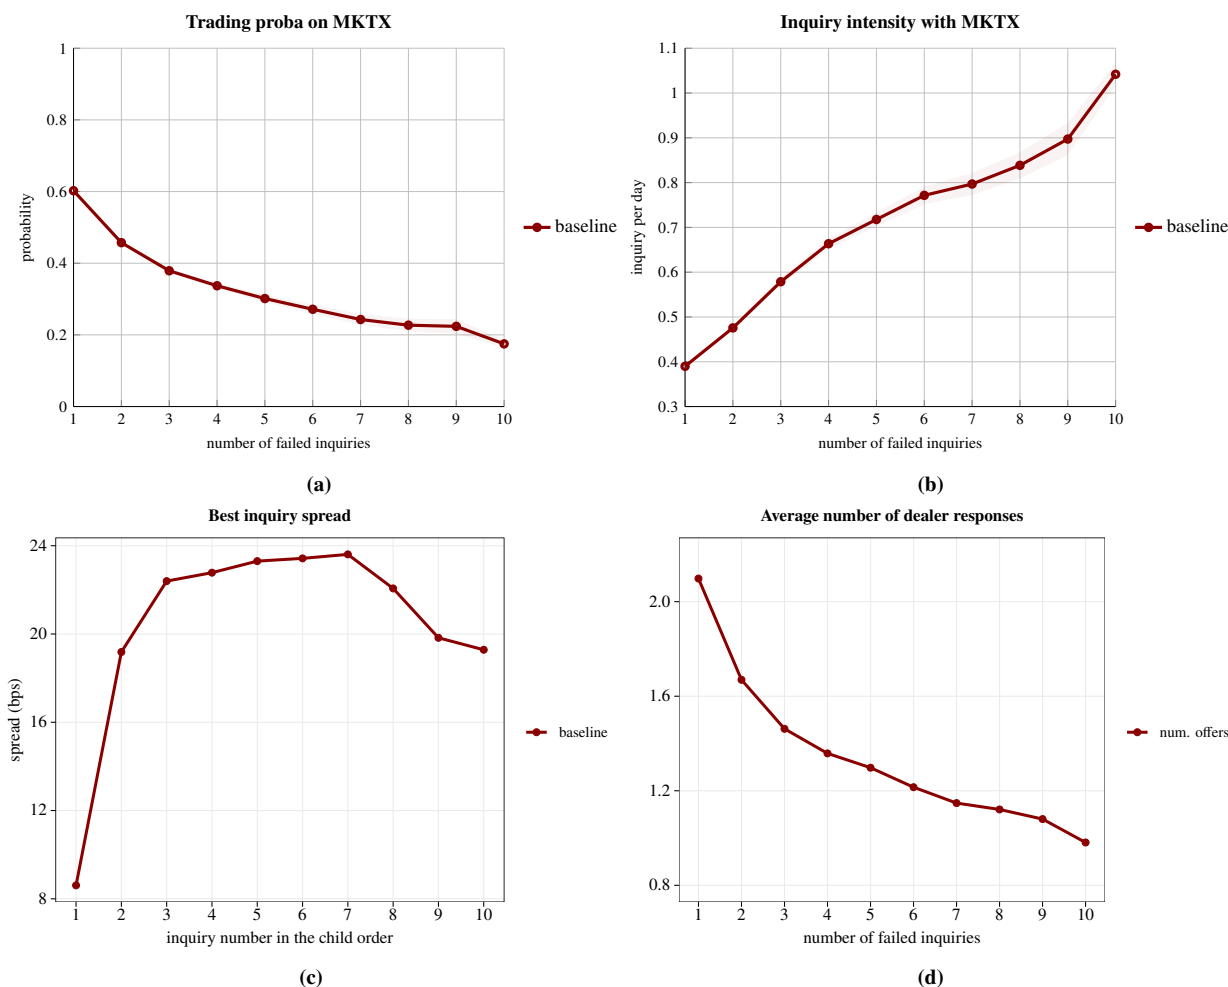 Trading proba on MKTX
1
0.8
0.6
0.4
0.2
0
probability
1 2 3 4 5 6 7 8 9 10
number of failed inquiries
baseline
(a)
Inquiry intensity with MKTX
1.1
1
0.9
0.8
0.7
0.6
0.5
0.4
0.3
inquiry per day
1 2 3 4 5 6 7 8 9 10
number of failed inquiries
baseline
(b)
Best inquiry spread
24
20
16
12
8
spread (bps)
1 2 3 4 5 6 7 8 9 10
inquiry number in the child order
baseline
(c)
Average number of dealer responses
2.0
1.6
1.2
0.8
1 2 3 4 5 6 7 8 9 10
number of failed inquiries
num. offers
(d)